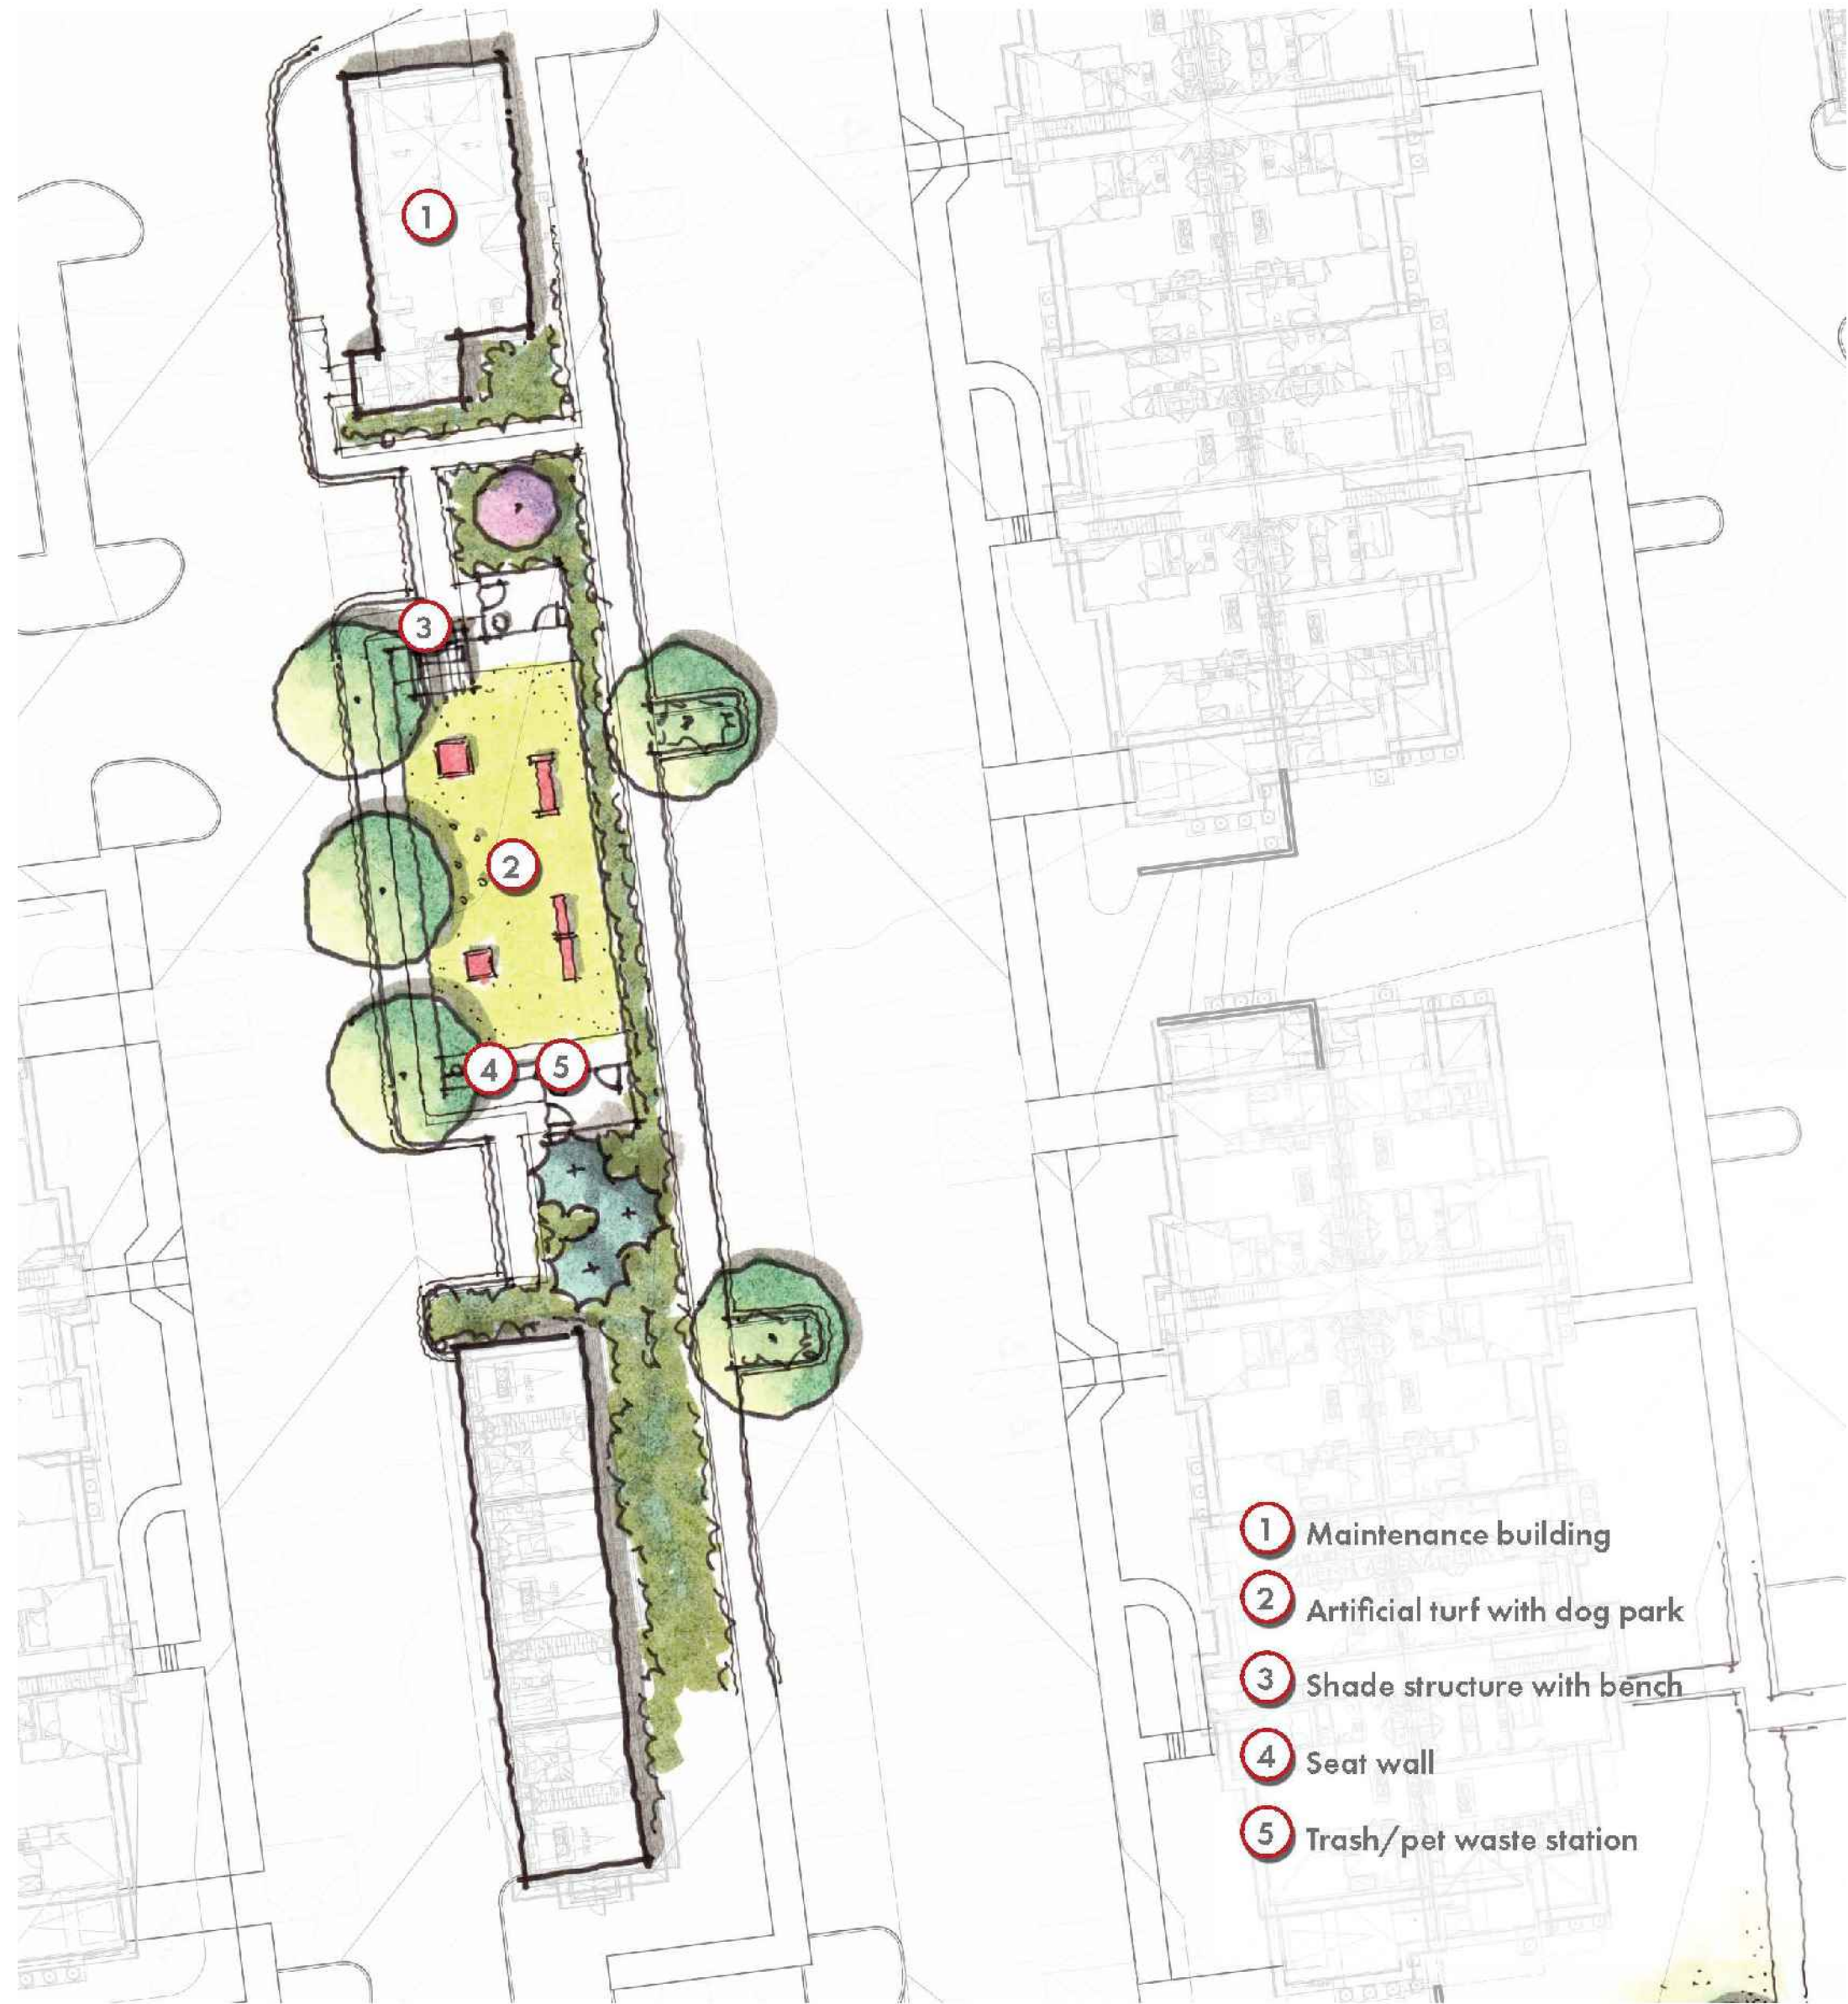 1
3
2
4 5
1 Maintenance building
2 Artificial turf with dog park
3 Shade structure with bench
4 Seat wall
5 Trash/pet waste station